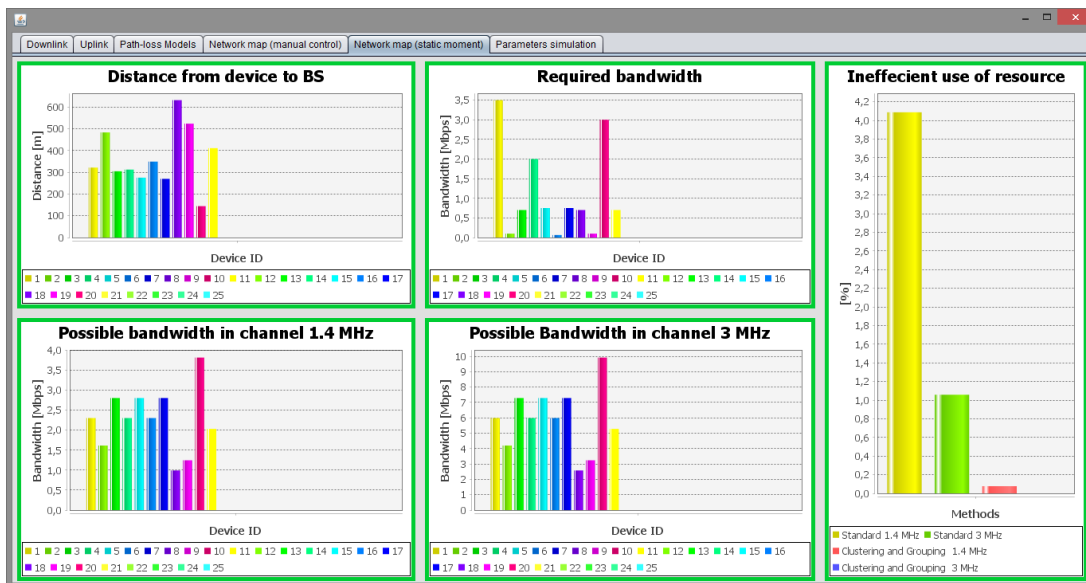 Downlink Uplink Path-loss Models Network map (manual control) Network map (static moment) Parameters simulation
Distance from device to BS
600
500
400
300
200
100
0
Distance [m]
Device ID
1 2 3 4 5 6 7 8 9 10 11 12 13 14 15 16 17
18 19 20 21 22 23 24 25
Required bandwidth
3,5
3,0
2,5
2,0
1,5
1,0
0,5
0,0
Bandwidth [Mbps]
Device ID
1 2 3 4 5 6 7 8 9 10 11 12 13 14 15 16
17 18 19 20 21 22 23 24 25
Possible bandwidth in channel 1.4 MHz
4,0
3,5
3,0
2,5
2,0
1,5
1,0
0,5
0,0
Bandwidth [Mbps]
Device ID
1 2 3 4 5 6 7 8 9 10 11 12 13 14 15 16 17
18 19 20 21 22 23 24 25
Possible Bandwidth in channel 3 MHz
10
9
8
7
6
5
4
3
2
1
0
Bandwidth [Mbps]
Device ID
1 2 3 4 5 6 7 8 9 10 11 12 13 14 15 16 17
18 19 20 21 22 23 24 25
Ineffecient use of resource
4,2
4,0
3,8
3,6
3,4
3,2
3,0
2,8
2,6
2,4
2,2
2,0
1,8
1,6
1,4
1,2
1,0
0,8
0,6
0,4
0,2
0,0
[%]
Methods
Standard 1.4 MHz Standard 3 MHz
Clustering and Grouping 1.4 MHz
Clustering and Grouping 3 MHz